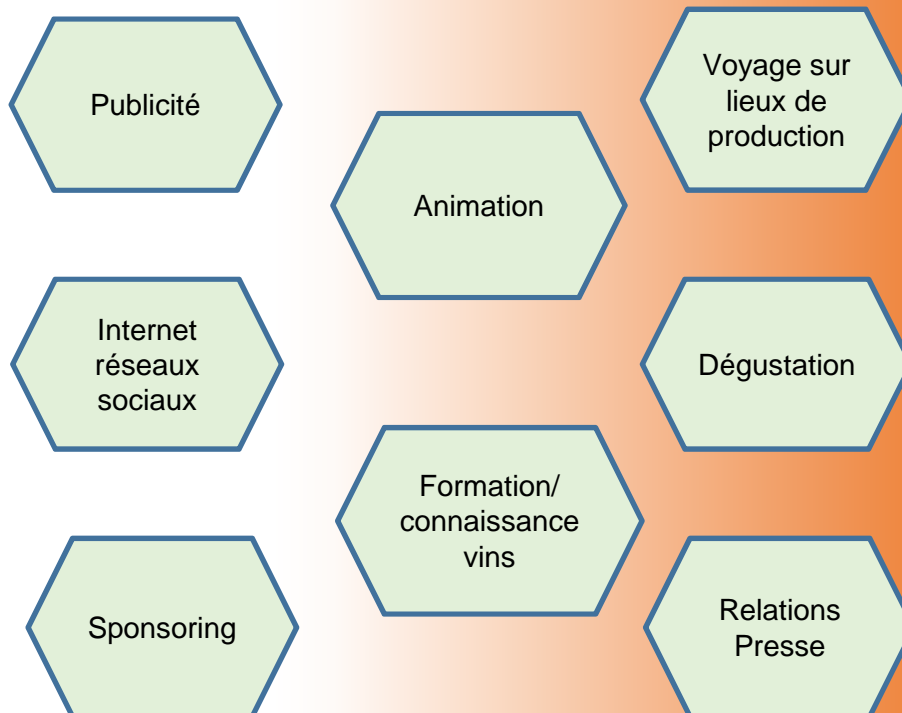 Publicité
Voyage sur
lieux de
production
Animation
Internet
réseaux
sociaux
Dégustation
Formation/
connaissance
vins
Sponsoring
Relations
Presse